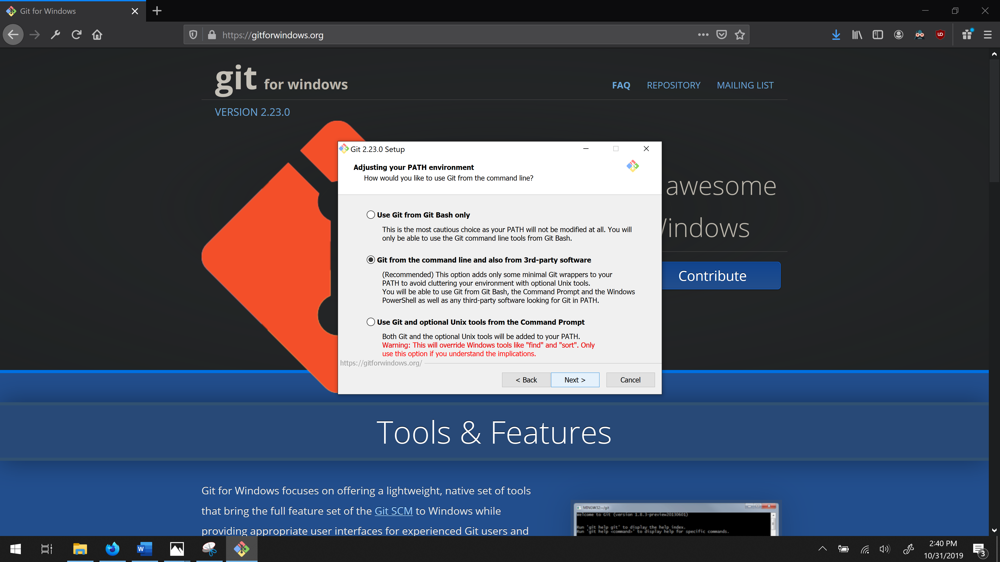 Git for Windows
https://gitforwindows.org
git for windows
FAQ
REPOSITORY
MAILING LIST
VERSION 2.23.0
awesome
indows
Contribute
Git 2.23.0 Setup
Adjusting your PATH environment
How would you like to use Git from the command line?
Use Git from Git Bash only
This is the most cautious choice as your PATH will not be modified at all. You will
only be able to use the Git command line tools from Git Bash.
Git from the command line and also from 3rd-party software
(Recommended) This option adds only some minimal Git wrappers to your
PATH to avoid cluttering your environment with optional Unix tools.
You will be able to use Git from Git Bash, the Command Prompt and the Windows
PowerShell as well as any third-party software looking for Git in PATH.
Use Git and optional Unix tools from the Command Prompt
Both Git and the optional Unix tools will be added to your PATH.
Warning: This will override Windows tools like "find" and "sort". Only
use this option if you understand the implications.
https://gitforwindows.org/
< Back
Next >
Cancel
Tools & Features
Git for Windows focuses on offering a lightweight, native set of tools
that bring the full feature set of the Git SCM to Windows while
providing appropriate user interfaces for experienced Git users and
MINGW32:~/git
Welcome to Git (version 1.8.3-preview20130601)
Run 'git help git' to display the help index.
Run 'git help <command>' to display help for specific commands.
2:40 PM
10/31/2019
3